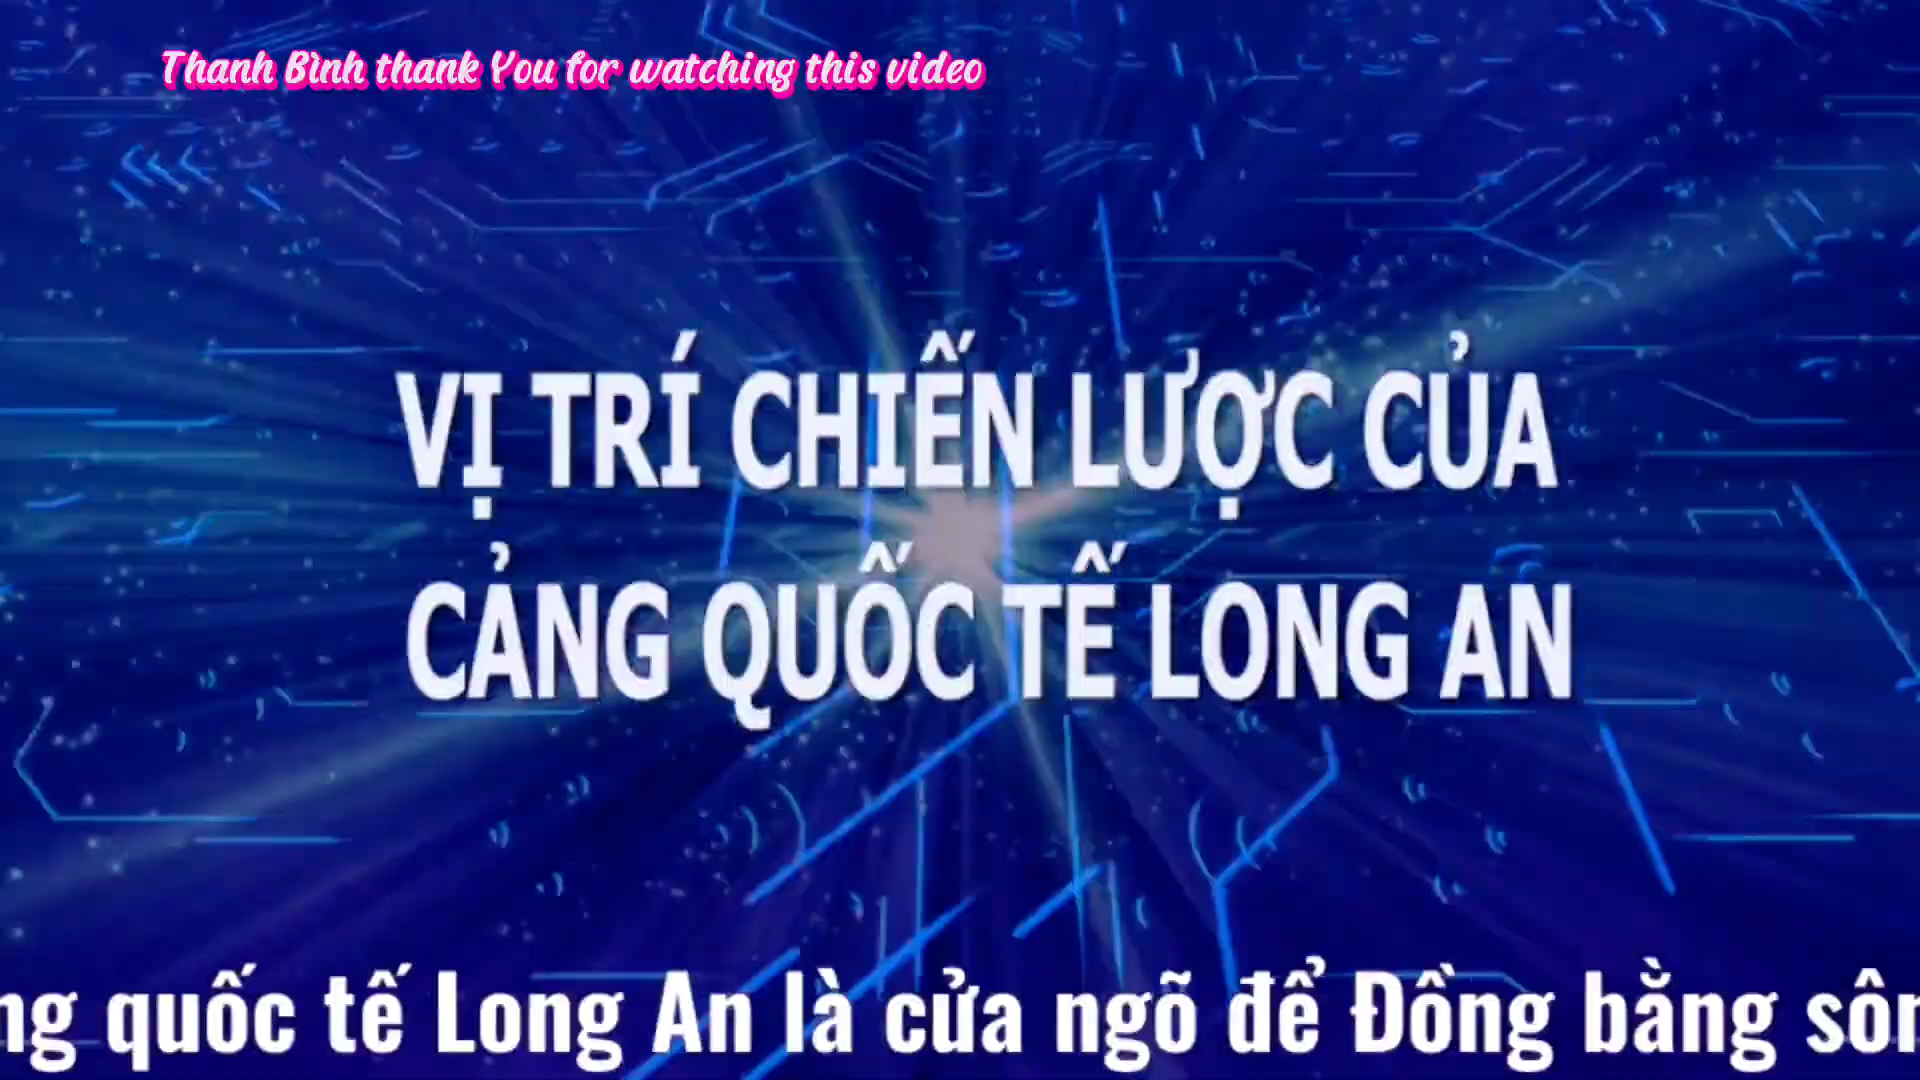 Thanh Bình thank You for watching this video
VỊ TRÍ CHIẾN LƯỢC CỦA
CẢNG QUỐC TẾ LONG AN
quốc tế Long An là cửa ngõ để Đồng bằng